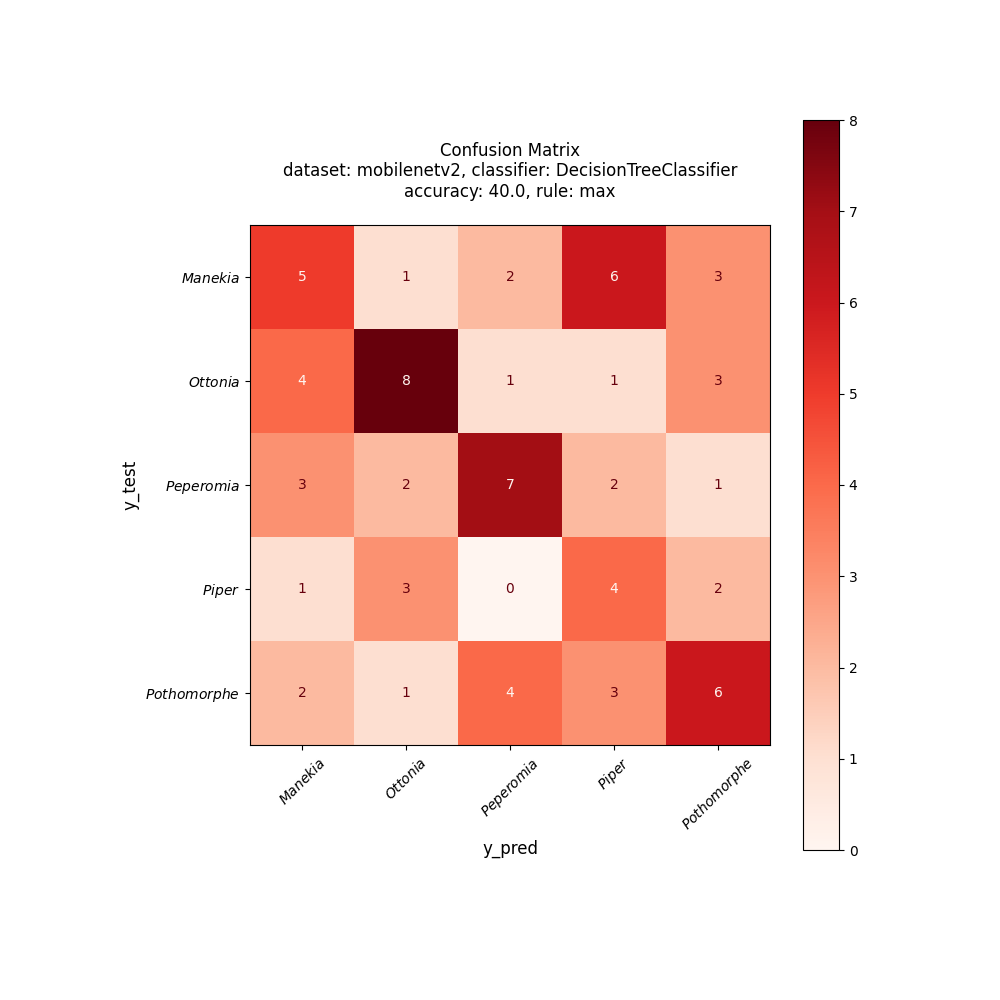 Confusion Matrix
dataset: mobilenetv2, classifier: DecisionTreeClassifier
accuracy: 40.0, rule: max
y_test
Manekia 5 1 2 6 3
Ottonia 4 8 1 1 3
Peperomia 3 2 7 2 1
Piper 1 3 0 4 2
Pothomorphe 2 1 4 3 6
Manekia Ottonia Peperomia Piper Pothomorphe
y_pred
8
7
6
5
4
3
2
1
0